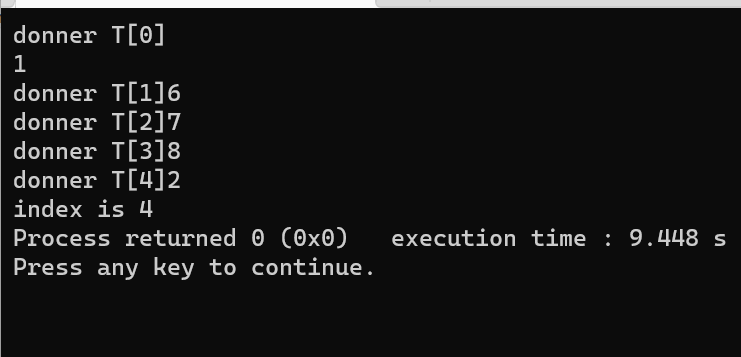 donner T[0]
1
donner T[1]6
donner T[2]7
donner T[3]8
donner T[4]2
index is 4
Process returned 0 (0x0)   execution time : 9.448 s
Press any key to continue.